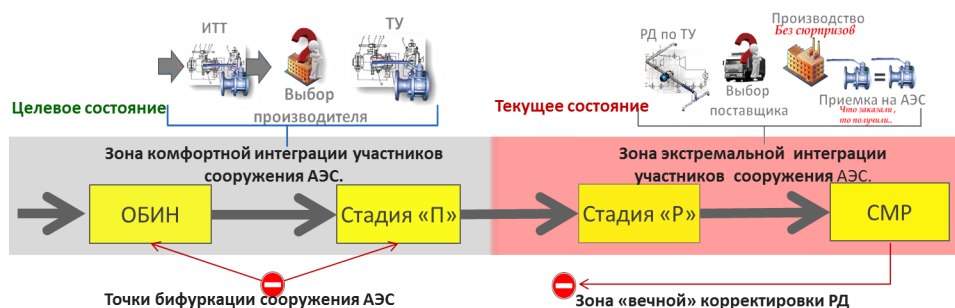 ИТТ
ТУ
Выбор
производителя
Целевое состояние
РД по ТУ
Производство
Без сюртризов
Выбор
поставщика
Приемка на АЭС
Что заказали,
то получили..
Текущее состояние
Зона комфортной интеграции участников
сооружения АЭС.
Зона экстремальной интеграции
участников сооружения АЭС.
ОБИН
Стадия «П»
Стадия «Р»
СМР
Точки бифуркации сооружения АЭС
Зона «вечной» корректировки РД